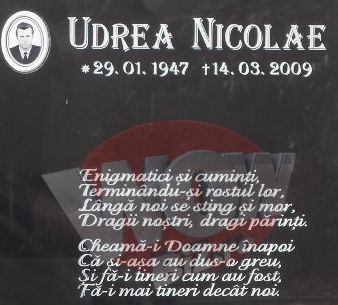 UDREA NICOLAE
*29. 01. 1947 †14. 03. 2009
WOW
Enigmatici şi cuminţi,
Terminându-şi rostul lor,
Lângă noi se sting şi mor,
Dragii noştri, dragi părinţi.
Cheamă-i Doamne înapoi
Că şi-aşa au dus-o greu,
Şi fă-i tineri cum au fost,
Fă-i mai tineri decât noi.